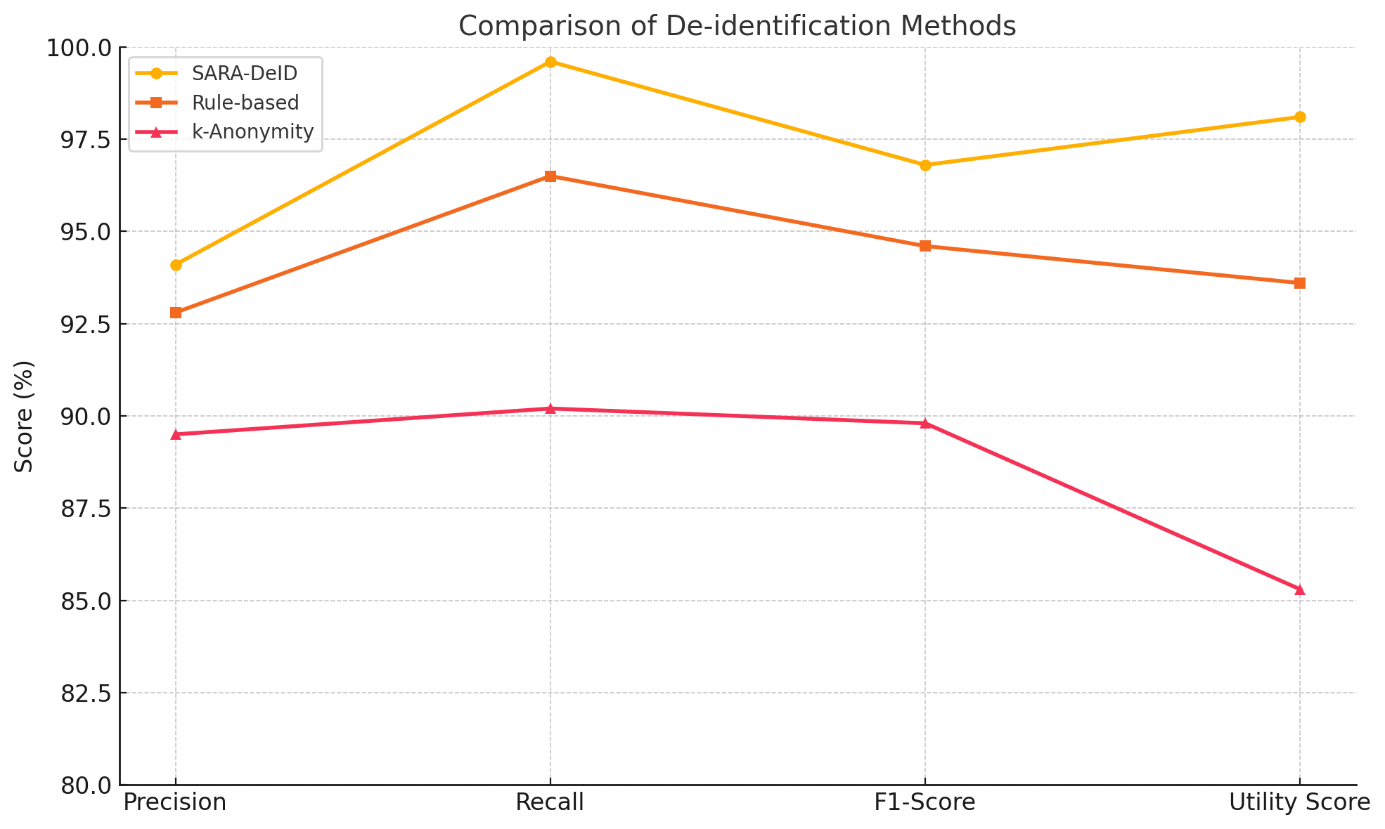 Comparison of De-identification Methods
SARA-DeID
Rule-based
k-Anonymity
Score (%)
100.0
97.5
95.0
92.5
90.0
87.5
85.0
82.5
80.0
Precision
Recall
F1-Score
Utility Score